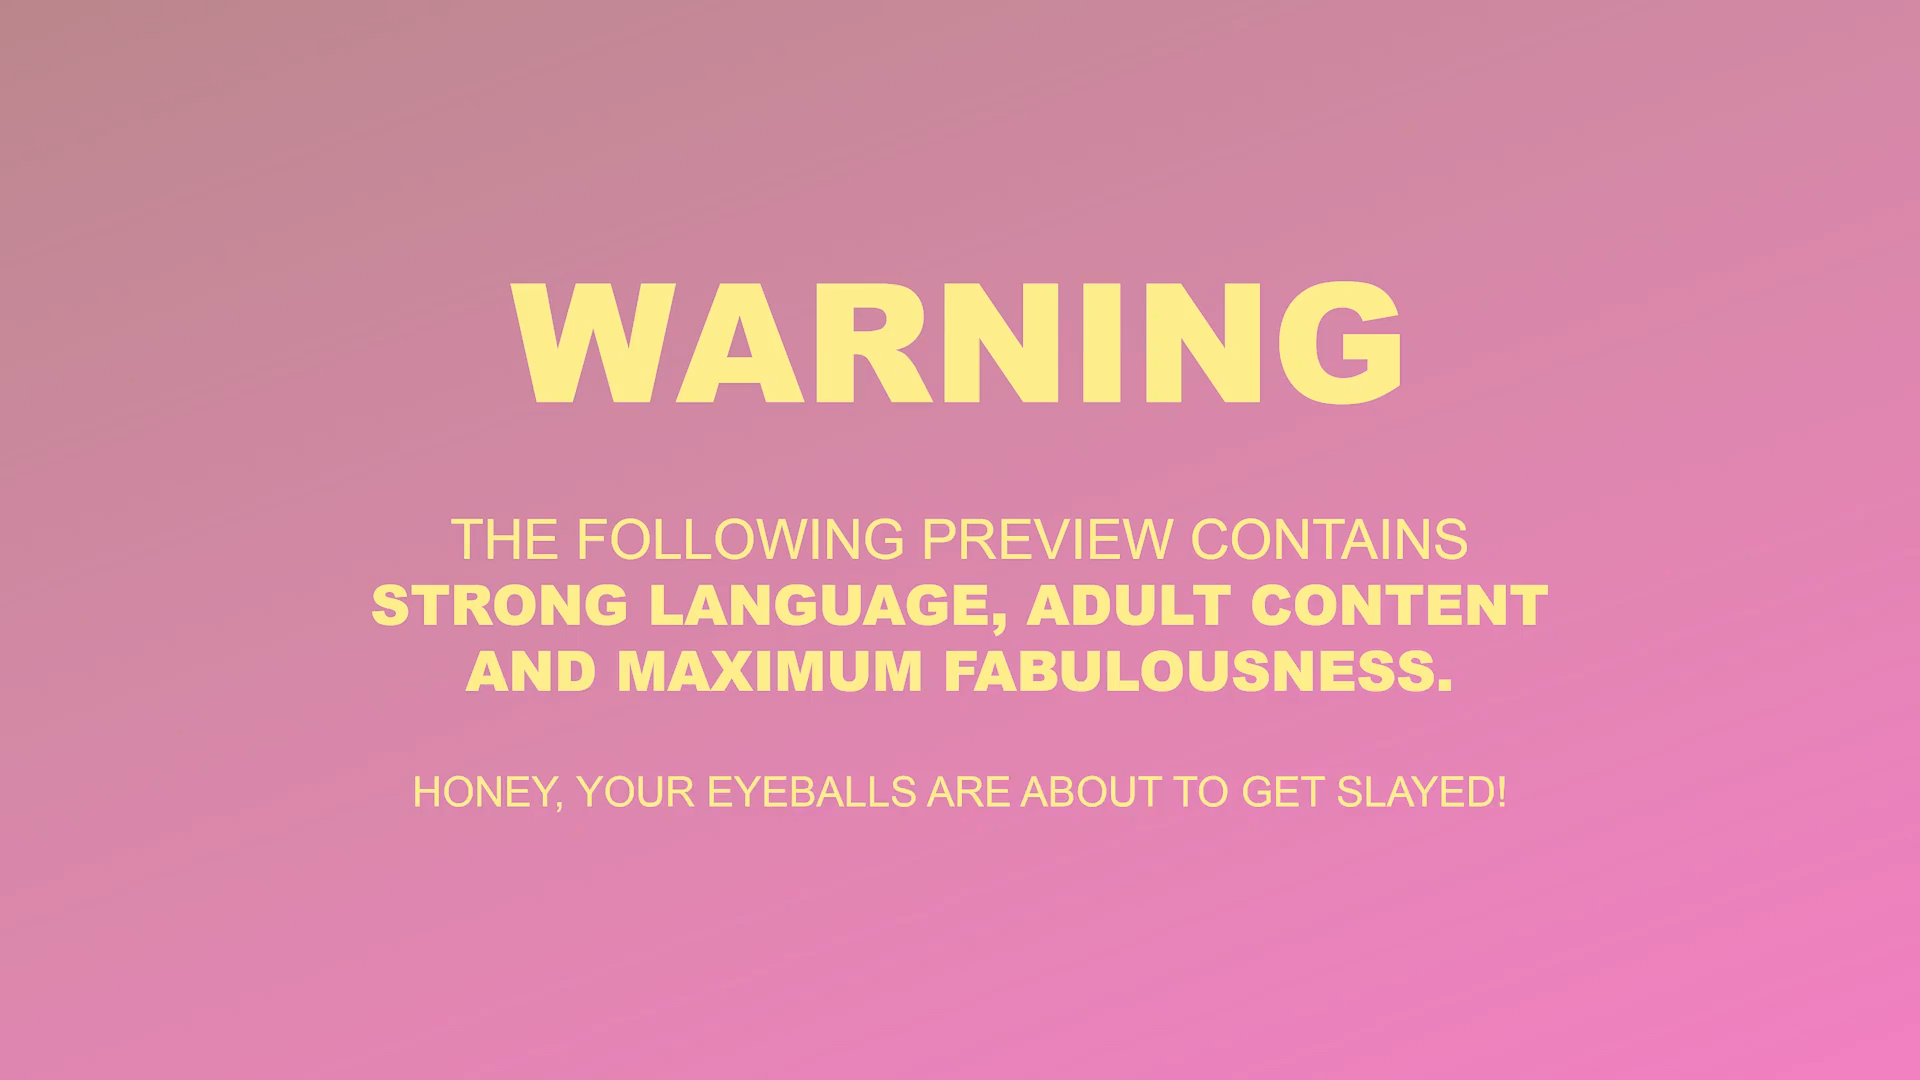 WARNING
THE FOLLOWING PREVIEW CONTAINS
STRONG LANGUAGE, ADULT CONTENT
AND MAXIMUM FABULOUSNESS.
HONEY, YOUR EYEBALLS ARE ABOUT TO GET SLAYED!